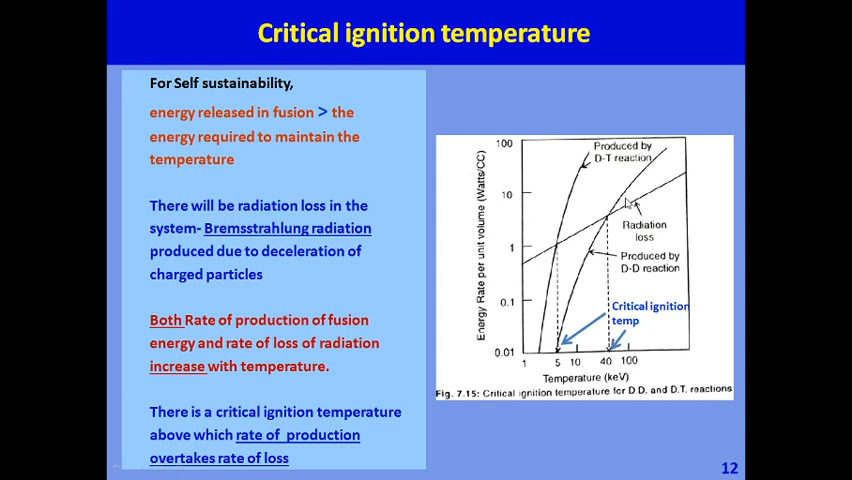 Critical ignition temperature
For Self sustainability,
energy released in fusion > the
energy required to maintain the
temperature
There will be radiation loss in the
system- Bremsstrahlung radiation
produced due to deceleration of
charged particles
Both Rate of production of fusion
energy and rate of loss of radiation
increase with temperature.
There is a critical ignition temperature
above which rate of production
overtakes rate of loss
Energy Rate per unit volume (Watts/CC)
100
10
1
0.1
0.01
Produced by
D-T reaction
Radiation
loss
Produced by
D-D reaction
Critical ignition
temp
1 5 10 40 100
Temperature (keV)
Fig. 7.15: Critical ignition temperature for D.D. and D.T. reactions
12